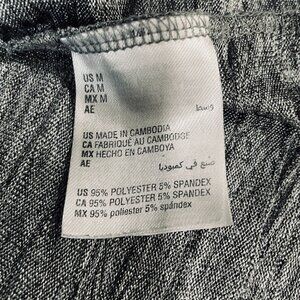 US M
CA M
MX M
AE وسط
US MADE IN CAMBODIA
CA FABRIQUÉ AU CAMBODGE
MX HECHO EN CAMBOYA
AE صنع في كمبوديا
US 95% POLYESTER 5% SPANDEX
CA 95% POLYESTER 5% SPANDEX
MX 95% poliester 5% spándex